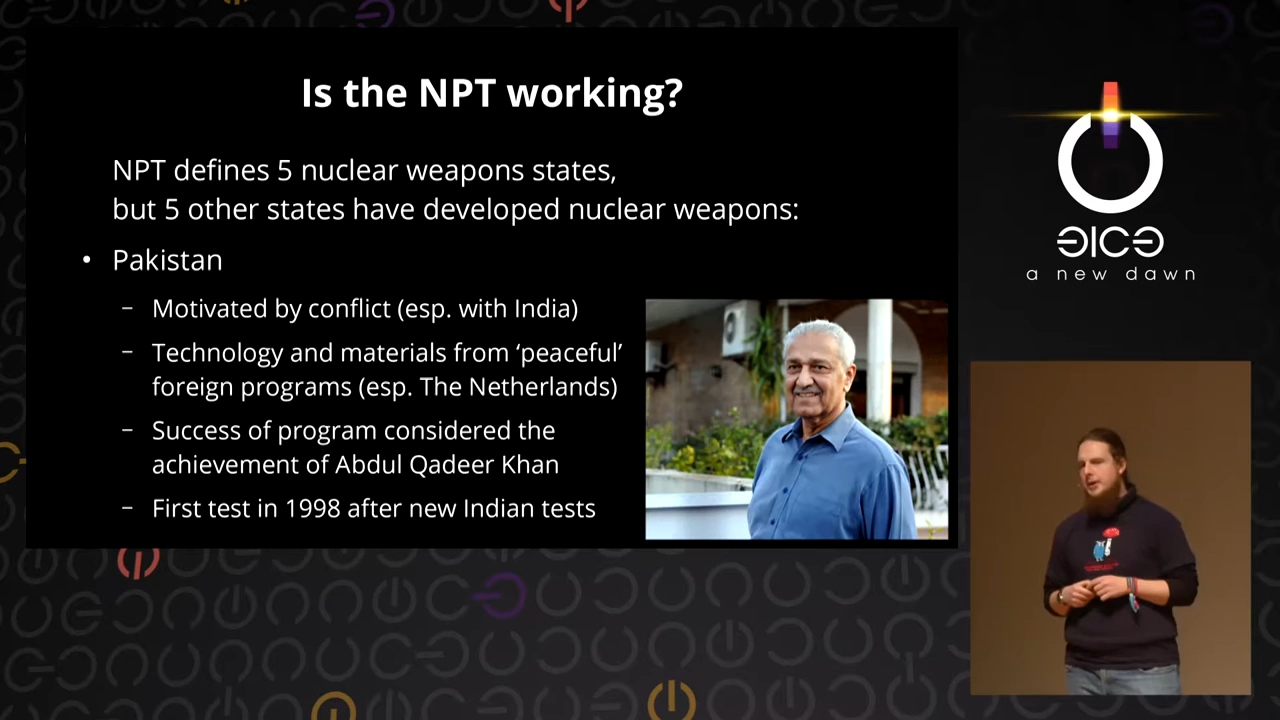 Is the NPT working?
NPT defines 5 nuclear weapons states,
but 5 other states have developed nuclear weapons:
• Pakistan
– Motivated by conflict (esp. with India)
– Technology and materials from ‘peaceful’
foreign programs (esp. The Netherlands)
– Success of program considered the
achievement of Abdul Qadeer Khan
– First test in 1998 after new Indian tests
a new dawn